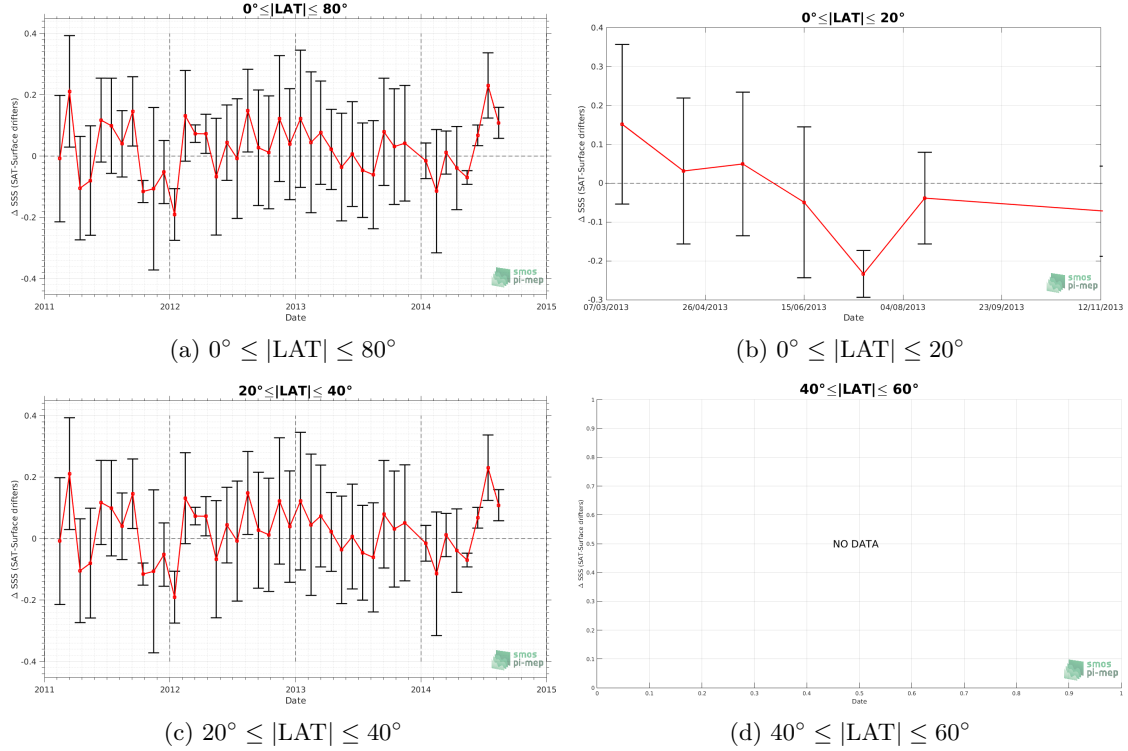 0°≤|LAT|≤ 80°
Δ SSS (SAT-Surface drifters)
0.4
0.2
0
-0.2
-0.4
2011
2012
2013
2014
2015
Date
smos
pi-mep
(a) 0° ≤ |LAT| ≤ 80°
0°≤|LAT|≤ 20°
Δ SSS (SAT-Surface drifters)
0.4
0.3
0.2
0.1
0
-0.1
-0.2
-0.3
07/03/2013
26/04/2013
15/06/2013
04/08/2013
23/09/2013
12/11/2013
Date
smos
pi-mep
(b) 0° ≤ |LAT| ≤ 20°
20°≤|LAT|≤ 40°
Δ SSS (SAT-Surface drifters)
0.4
0.2
0
-0.2
-0.4
2011
2012
2013
2014
2015
Date
smos
pi-mep
(c) 20° ≤ |LAT| ≤ 40°
40°≤|LAT|≤ 60°
Δ SSS (SAT-Surface drifters)
1
0.9
0.8
0.7
0.6
0.5
0.4
0.3
0.2
0.1
0
NO DATA
0
0.1
0.2
0.3
0.4
0.5
0.6
0.7
0.8
0.9
1
Date
smos
pi-mep
(d) 40° ≤ |LAT| ≤ 60°